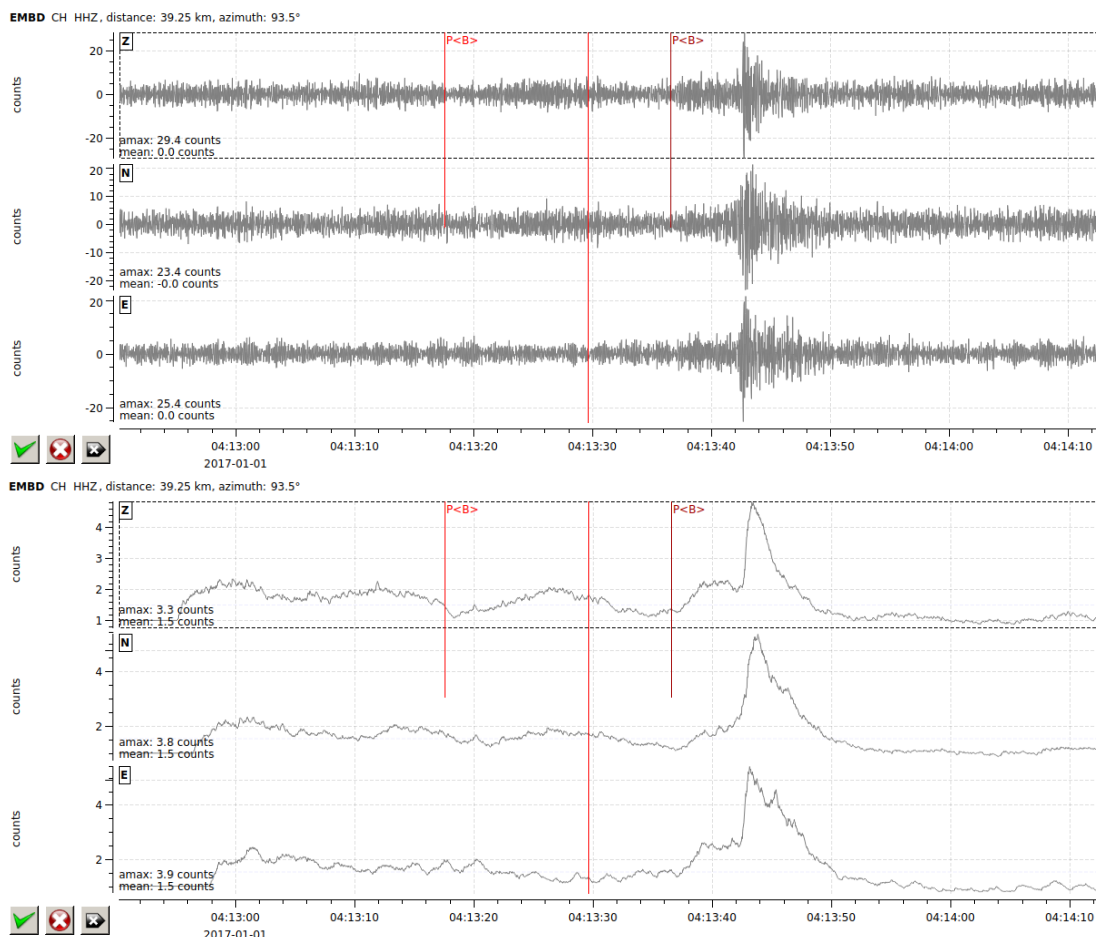 EMBD CH HHZ, distance: 39.25 km, azimuth: 93.5°
Z P<B> P<B>
20
0
-20
counts
amax: 29.4 counts
mean: 0.0 counts
N
20
10
0
-10
-20
counts
amax: 23.4 counts
mean: -0.0 counts
E
20
0
-20
counts
amax: 25.4 counts
mean: 0.0 counts
04:13:00 04:13:10 04:13:20 04:13:30 04:13:40 04:13:50 04:14:00 04:14:10
2017-01-01
EMBD CH HHZ, distance: 39.25 km, azimuth: 93.5°
Z P<B> P<B>
4
3
2
1
counts
amax: 3.3 counts
mean: 1.5 counts
N
4
2
counts
amax: 3.8 counts
mean: 1.5 counts
E
4
2
counts
amax: 3.9 counts
mean: 1.5 counts
04:13:00 04:13:10 04:13:20 04:13:30 04:13:40 04:13:50 04:14:00 04:14:10
2017-01-01